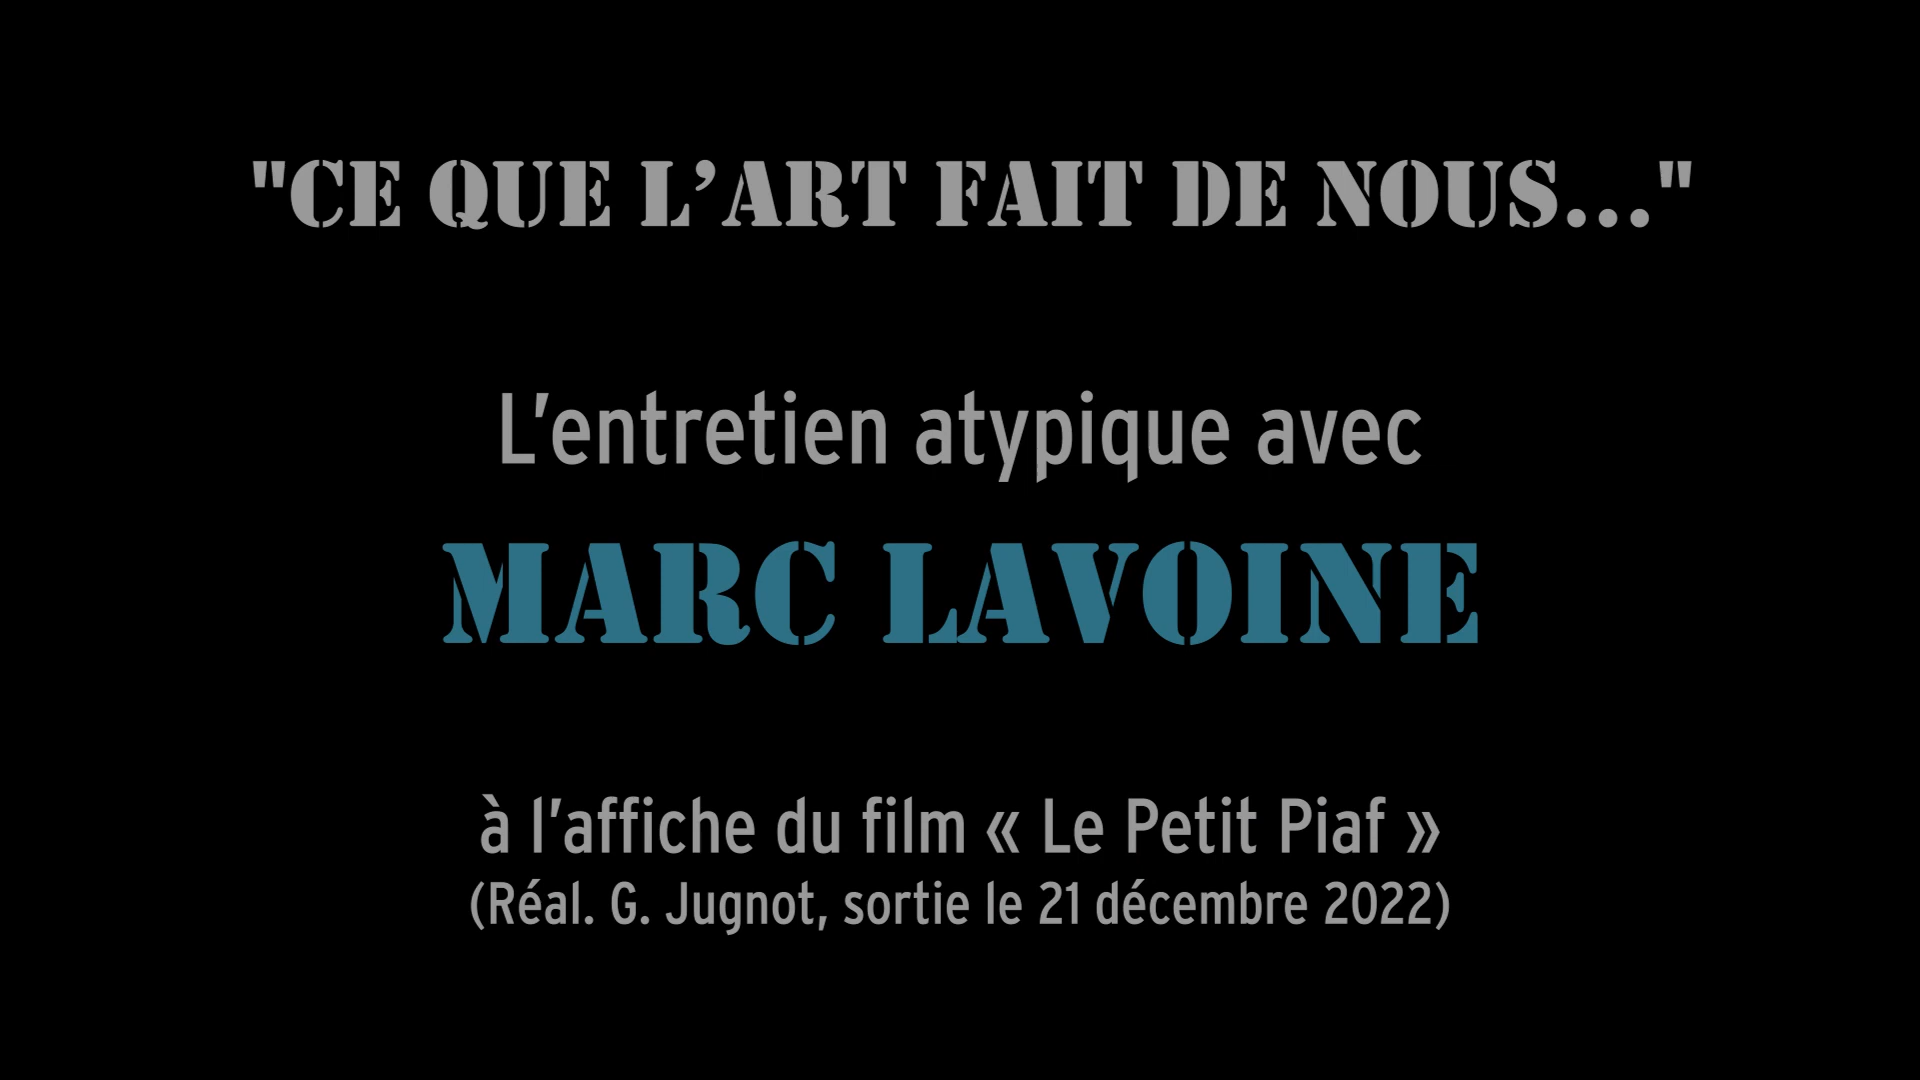 "CE QUE L’ART FAIT DE NOUS..."
L’entretien atypique avec
MARC LAVOINE
à l’affiche du film « Le Petit Piaf »
(Réal. G. Jugnot, sortie le 21 décembre 2022)